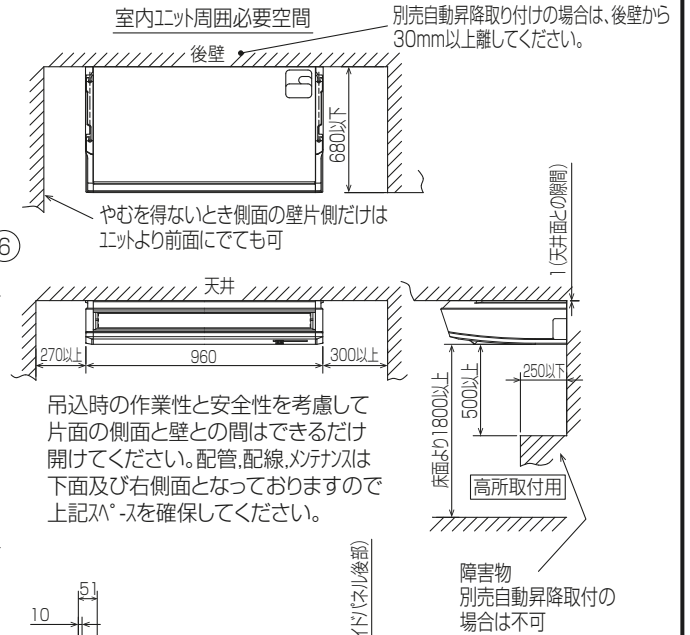 室内ユニット周囲必要空間
別売自動昇降取り付けの場合は、後壁から
30mm以上離してください。
後壁
680以下
やむを得ないとき側面の壁片側だけは
ユニットより前面にでても可
6
1(天井面との隙間)
天井
270以上
960
300以上
250以下
500以上
床面より1800以上
高所取付用
吊込時の作業性と安全性を考慮して
片面の側面と壁との間はできるだけ
開けてください。配管,配線,メンテナンスは
下面及び右側面となっておりますので
上記スペースを確保してください。
障害物
別売自動昇降取付の
場合は不可
51
10
イドパネル後部)